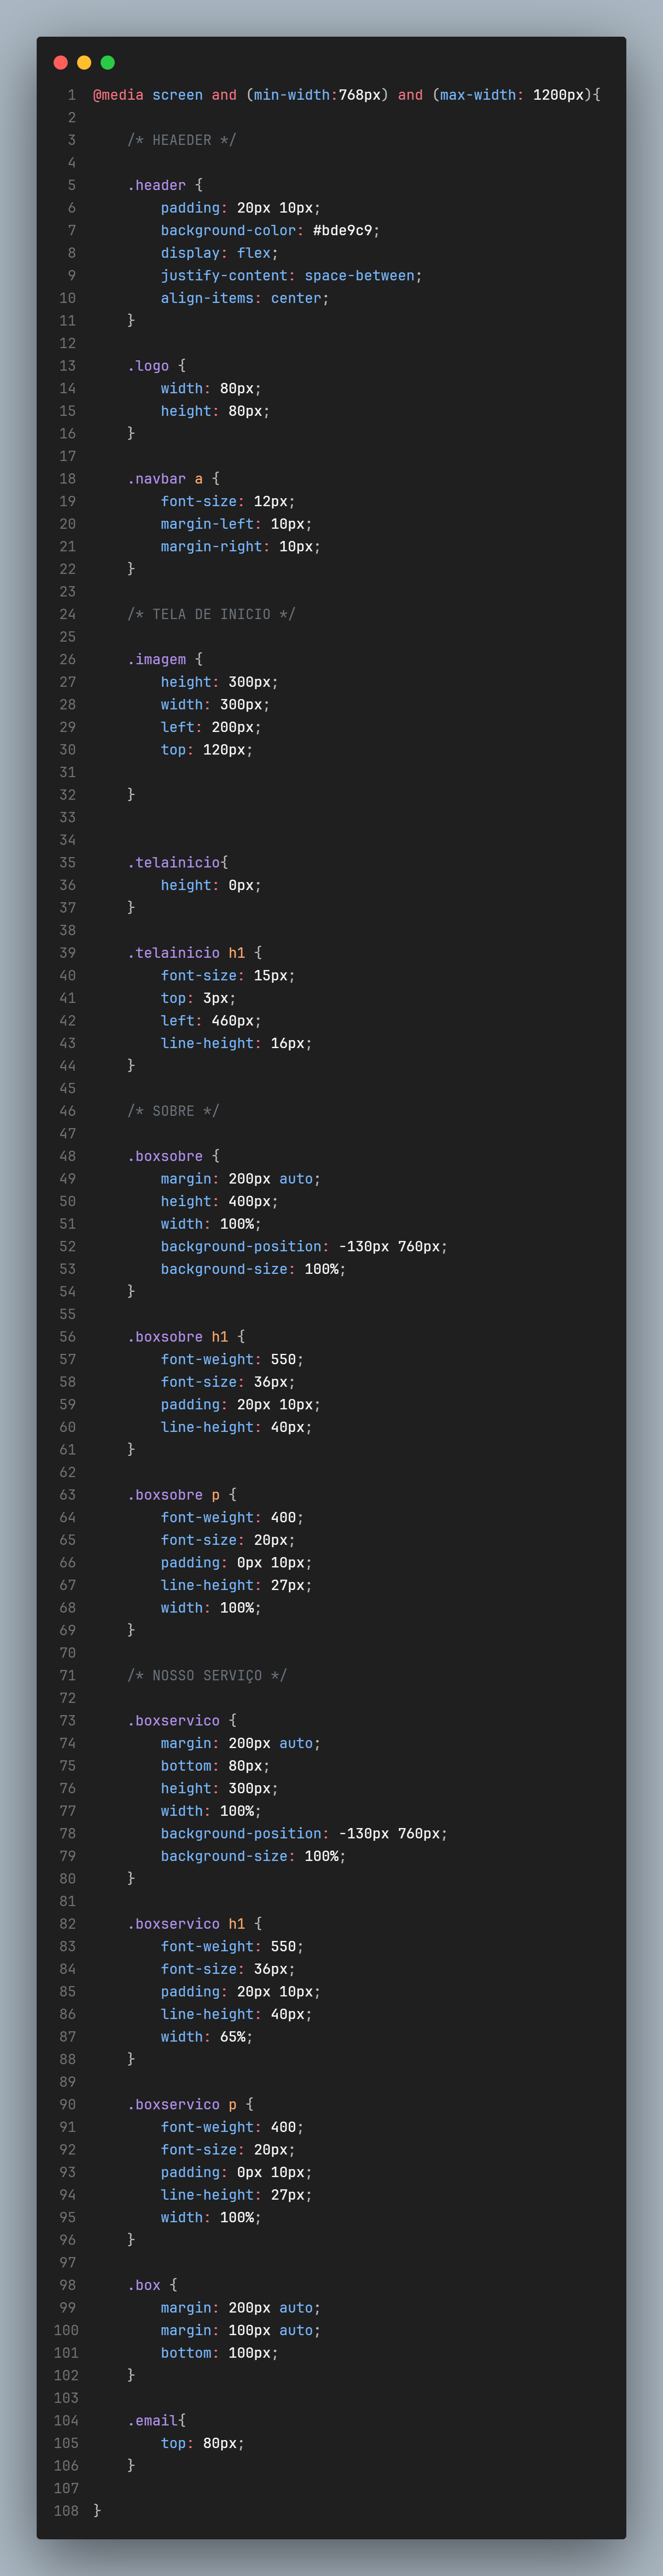 1 @media screen and (min-width:768px) and (max-width: 1200px){
2
3     /* HEAEDER */
4
5     .header {
6         padding: 20px 10px;
7         background-color: #bde9c9;
8         display: flex;
9         justify-content: space-between;
10         align-items: center;
11     }
12
13     .logo {
14         width: 80px;
15         height: 80px;
16     }
17
18     .navbar a {
19         font-size: 12px;
20         margin-left: 10px;
21         margin-right: 10px;
22     }
23
24     /* TELA DE INICIO */
25
26     .imagem {
27         height: 300px;
28         width: 300px;
29         left: 200px;
30         top: 120px;
31
32     }
33
34
35     .telainicio{
36         height: 0px;
37     }
38
39     .telainicio h1 {
40         font-size: 15px;
41         top: 3px;
42         left: 460px;
43         line-height: 16px;
44     }
45
46     /* SOBRE */
47
48     .boxsobre {
49         margin: 200px auto;
50         height: 400px;
51         width: 100%;
52         background-position: -130px 760px;
53         background-size: 100%;
54     }
55
56     .boxsobre h1 {
57         font-weight: 550;
58         font-size: 36px;
59         padding: 20px 10px;
60         line-height: 40px;
61     }
62
63     .boxsobre p {
64         font-weight: 400;
65         font-size: 20px;
66         padding: 0px 10px;
67         line-height: 27px;
68         width: 100%;
69     }
70
71     /* NOSSO SERVIÇO */
72
73     .boxservico {
74         margin: 200px auto;
75         bottom: 80px;
76         height: 300px;
77         width: 100%;
78         background-position: -130px 760px;
79         background-size: 100%;
80     }
81
82     .boxservico h1 {
83         font-weight: 550;
84         font-size: 36px;
85         padding: 20px 10px;
86         line-height: 40px;
87         width: 65%;
88     }
89
90     .boxservico p {
91         font-weight: 400;
92         font-size: 20px;
93         padding: 0px 10px;
94         line-height: 27px;
95         width: 100%;
96     }
97
98     .box {
99         margin: 200px auto;
100         margin: 100px auto;
101         bottom: 100px;
102     }
103
104     .email{
105         top: 80px;
106     }
107
108 }